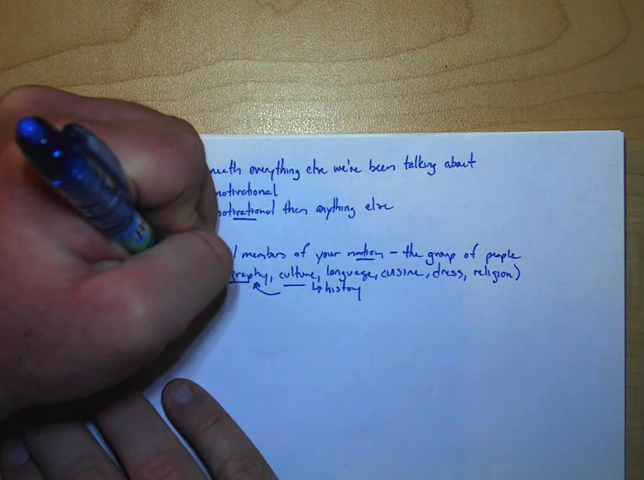 neath everything else we're been talking about
motivational
motivational than anything else
members of your nation – the group of people
graphy, culture, language, cuisine, dress, religion)
↳ history